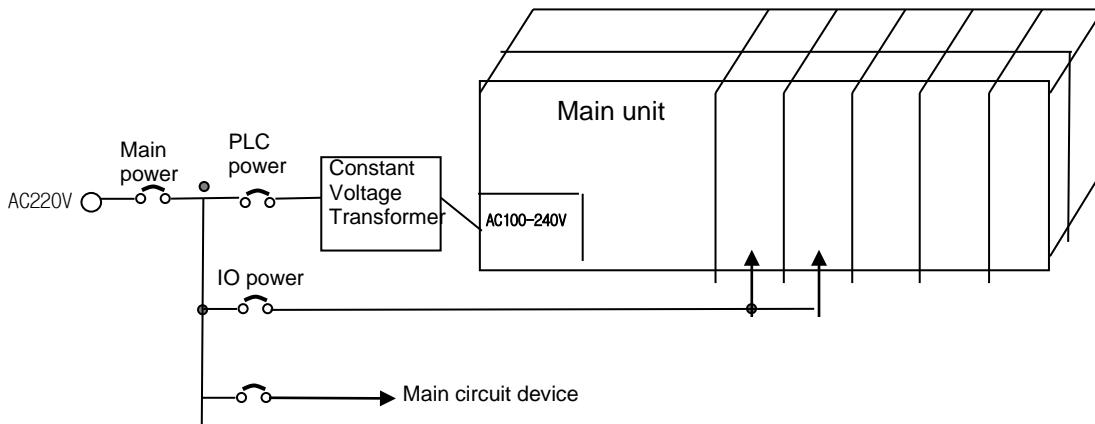 Main unit
Main
power
PLC
power
Constant
Voltage
Transformer
AC220V
AC100-240V
IO power
Main circuit device